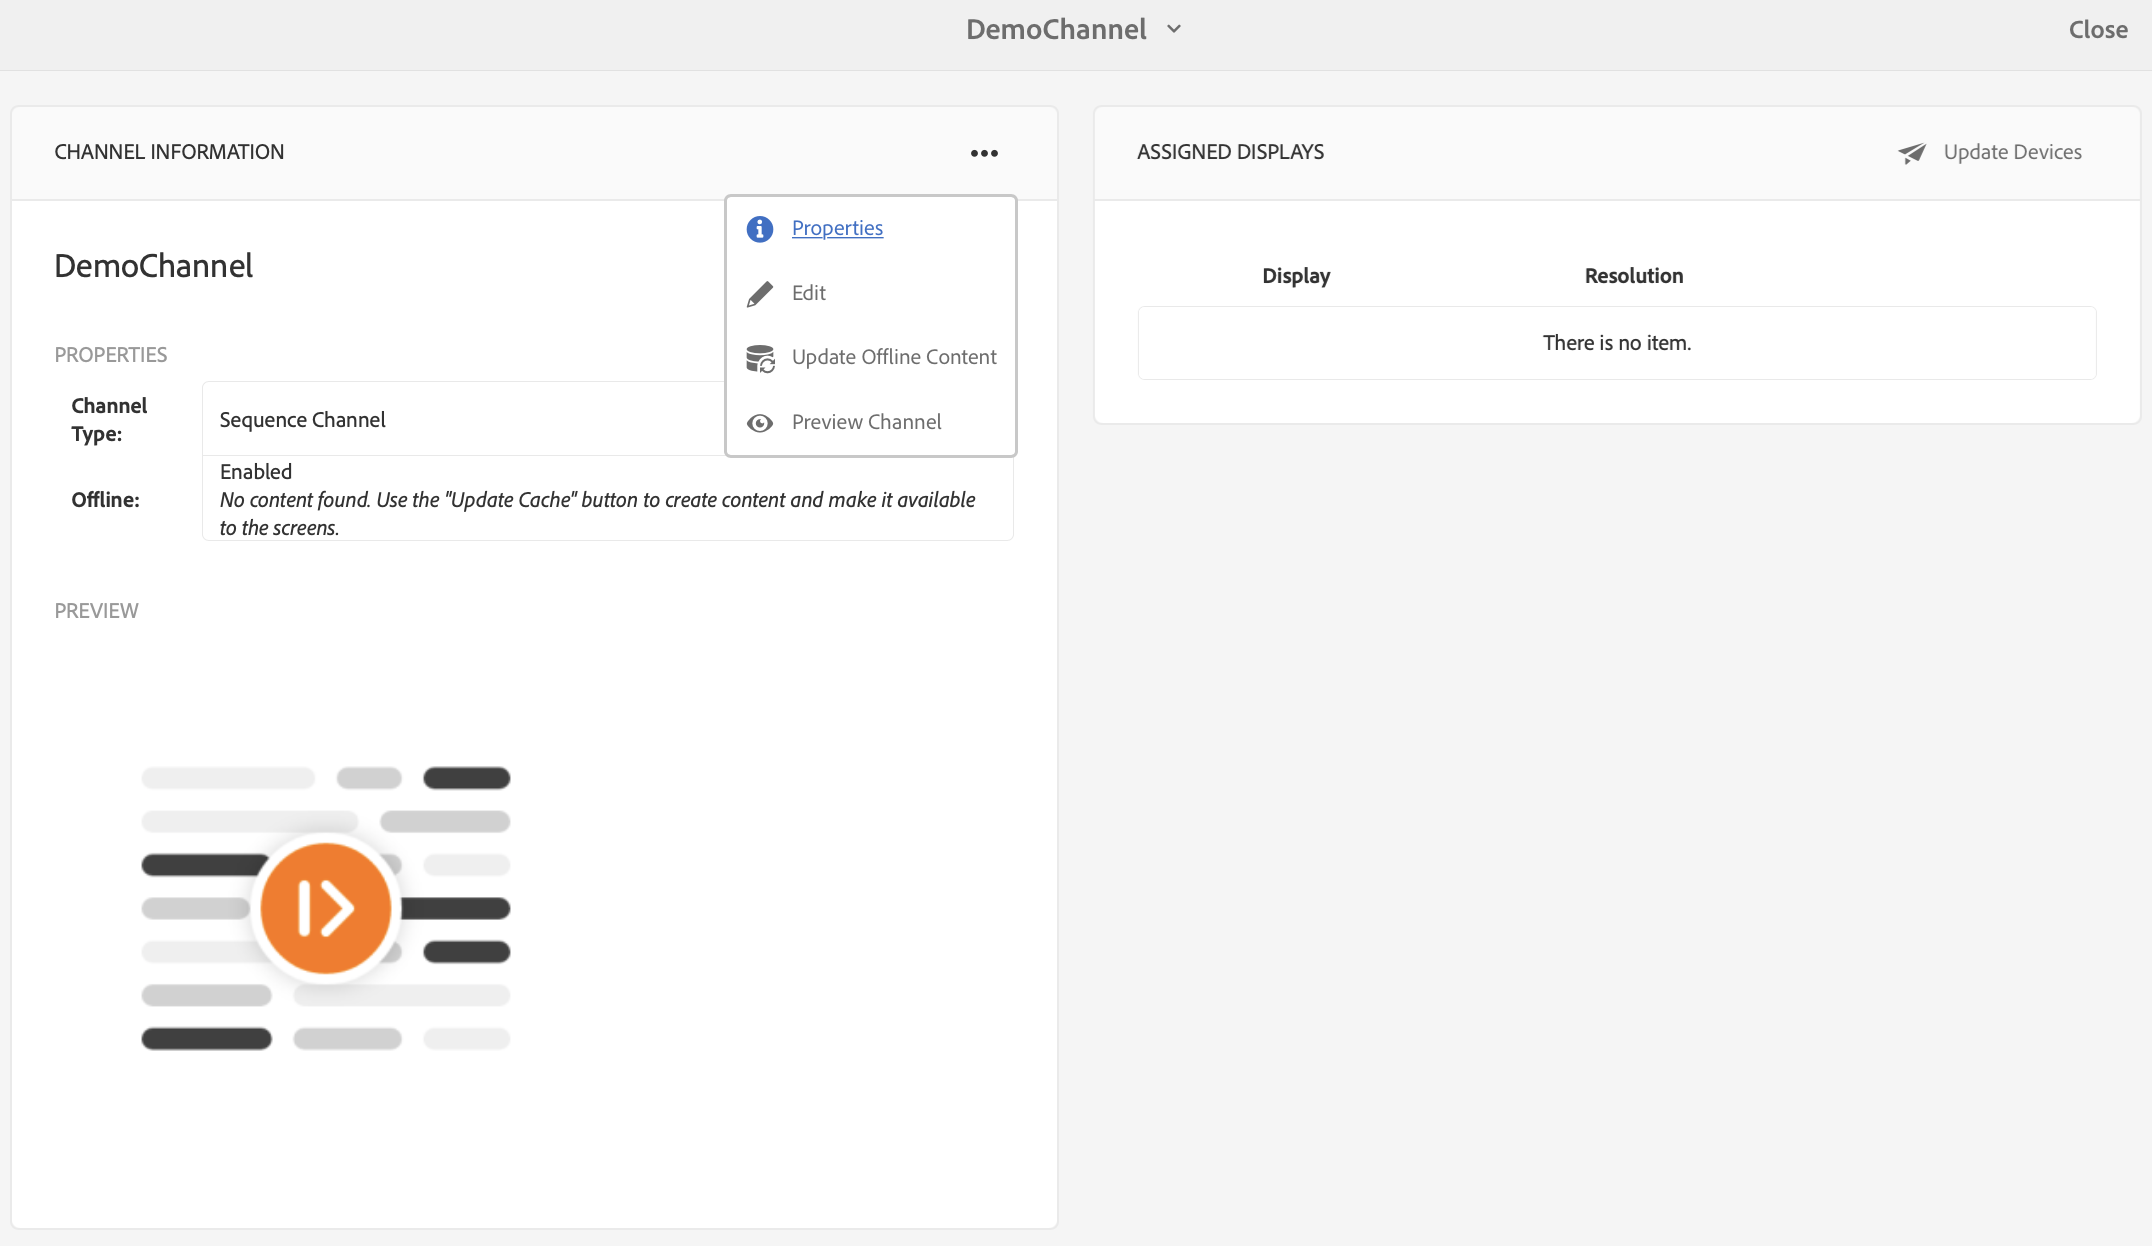 DemoChannel
Close
CHANNEL INFORMATION
Properties
Edit
Update Offline Content
Preview Channel
DemoChannel
PROPERTIES
Channel
Type:
Sequence Channel
Offline:
Enabled
No content found. Use the "Update Cache" button to create content and make it available
to the screens.
PREVIEW
ASSIGNED DISPLAYS
Update Devices
Display Resolution
There is no item.